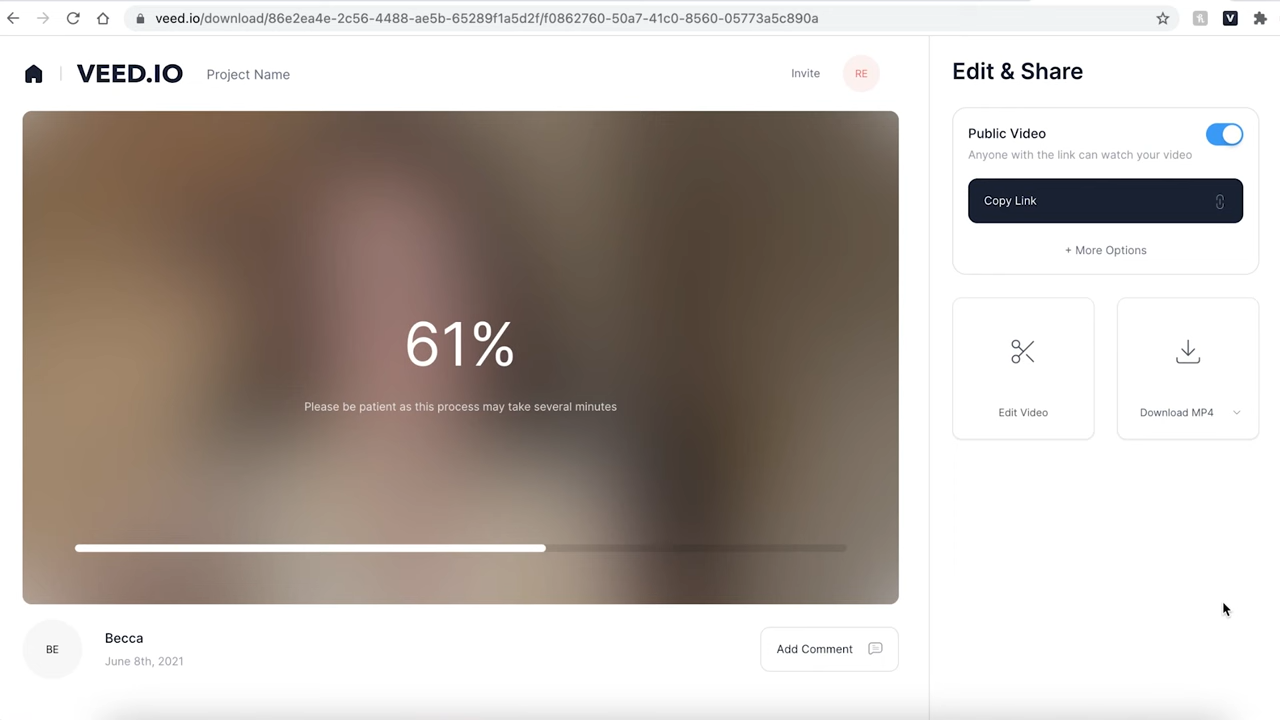 veed.io/download/86e2ea4e-2c56-4488-ae5b-65289f1a5d2f/f0862760-50a7-41c0-8560-05773a5c890a
VEED.IO
Project Name
Invite
RE
Edit & Share
Public Video
Anyone with the link can watch your video
Copy Link
+ More Options
61%
Please be patient as this process may take several minutes
Edit Video
Download MP4
BE
Becca
June 8th, 2021
Add Comment